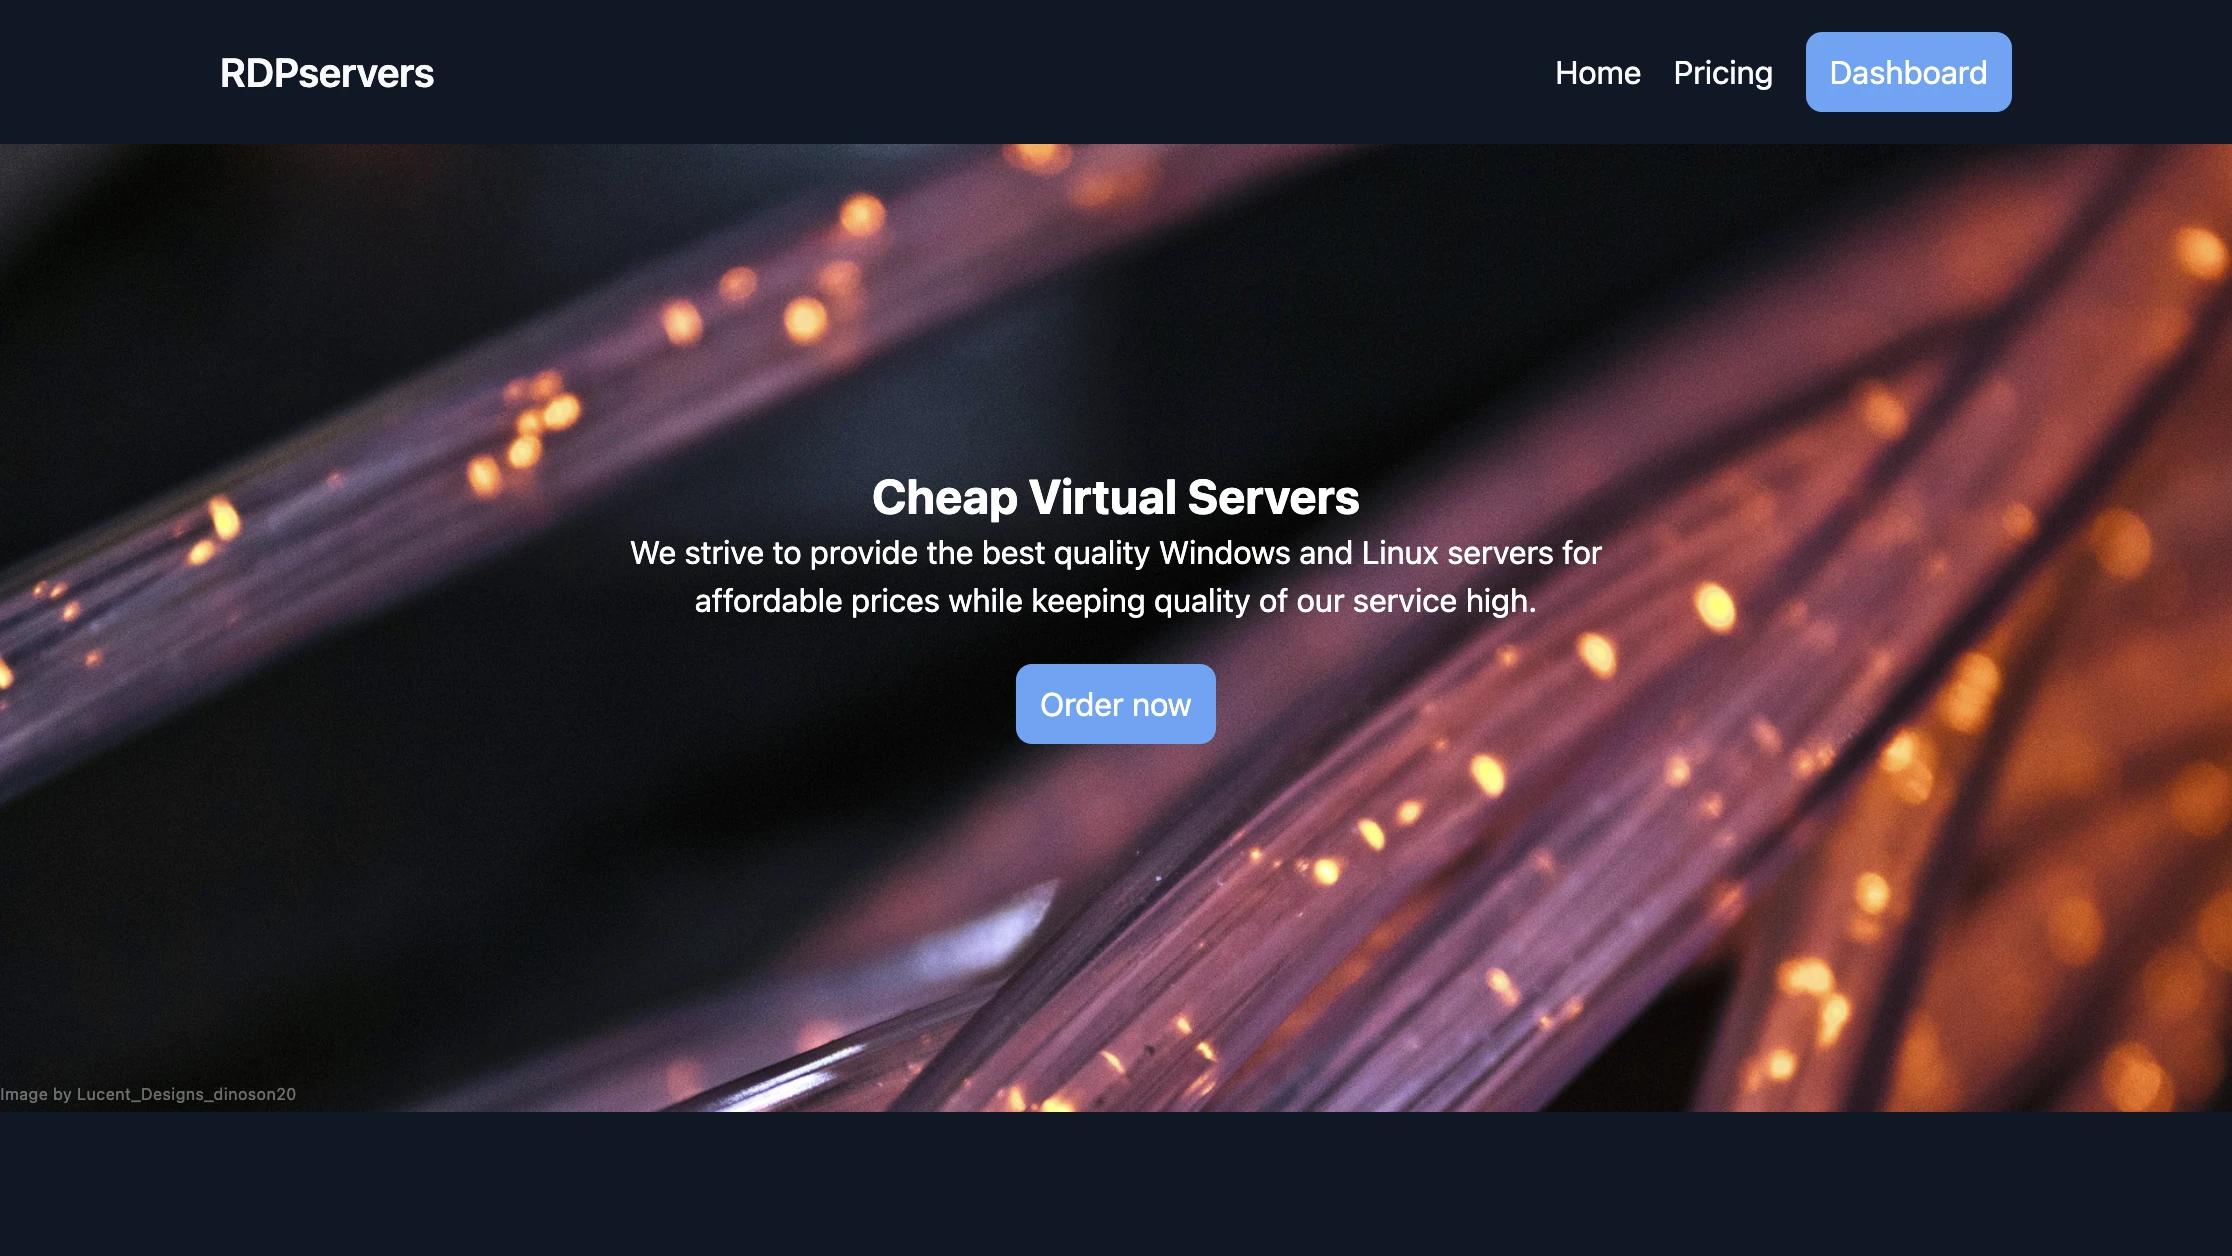 RDPservers
Home
Pricing
Dashboard
Cheap Virtual Servers
We strive to provide the best quality Windows and Linux servers for
affordable prices while keeping quality of our service high.
Order now
Image by Lucent_Designs_dinoson20